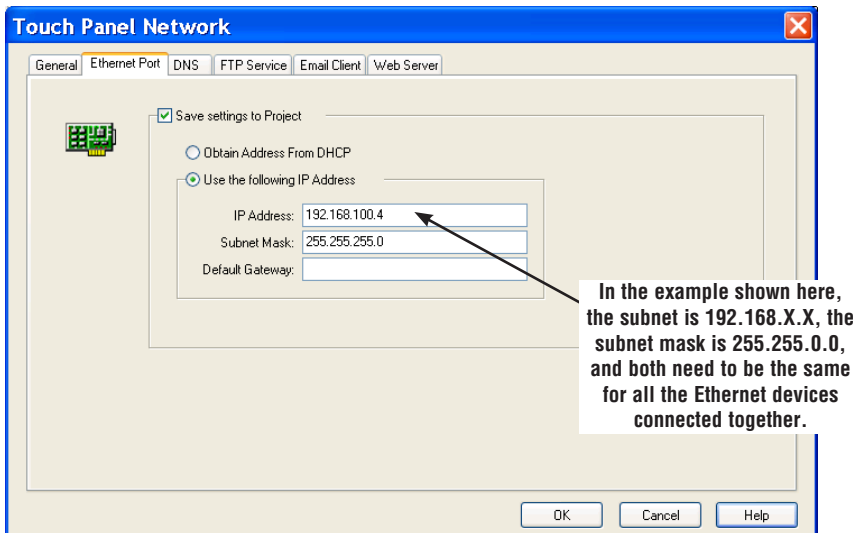 Touch Panel Network
General Ethernet Port DNS FTP Service Email Client Web Server
Save settings to Project
Obtain Address From DHCP
Use the following IP Address
IP Address: 192.168.100.4
Subnet Mask: 255.255.255.0
Default Gateway:
In the example shown here,
the subnet is 192.168.X.X, the
subnet mask is 255.255.0.0,
and both need to be the same
for all the Ethernet devices
connected together.
OK Cancel Help